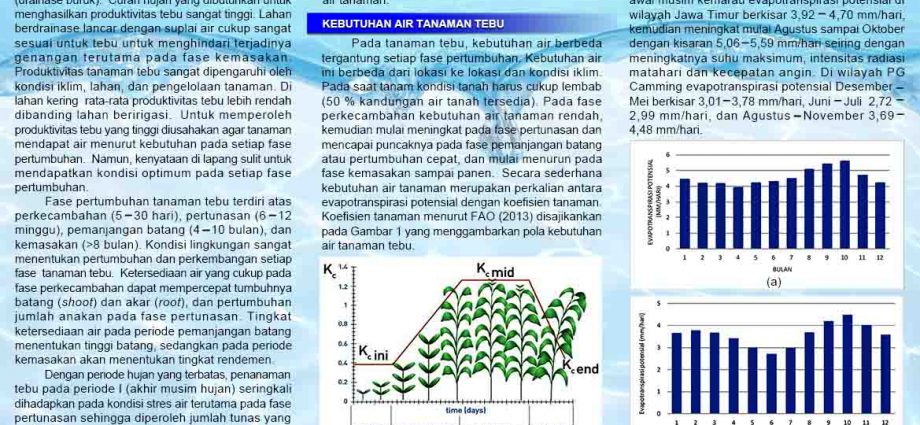 (drainase buruk). Curah hujan yang dibutuhkan untuk
menghasilkan produktivitas tebu sangat tinggi. Lahan
berdrainase lancar dengan suplai air cukup sangat
sesuai untuk tebu untuk menghindari terjadinya
genangan terutama pada fase kemasakan.
Produktivitas tanaman tebu sangat dipengaruhi oleh
kondisi iklim, lahan, dan pengelolaan tanaman. Di
lahan kering rata-rata produktivitas tebu lebih rendah
dibanding lahan beririgasi. Untuk memperoleh
produktivitas tebu yang tinggi diusahakan agar tanaman
mendapat air menurut kebutuhan pada setiap fase
pertumbuhan. Namun, kenyataan di lapang sulit untuk
mendapatkan kondisi optimum pada setiap fase
pertumbuhan.
Fase pertumbuhan tanaman tebu terdiri atas
perkecambahan (5–30 hari), pertunasan (6–12
minggu), pemanjangan batang (4–10 bulan), dan
kemasakan (>8 bulan). Kondisi lingkungan sangat
menentukan pertumbuhan dan perkembangan setiap
fase tanaman tebu. Ketersediaan air yang cukup pada
fase perkecambahan dapat mempercepat tumbuhnya
batang (shoot) dan akar (root), dan pertumbuhan
jumlah anakan pada fase pertunasan. Tingkat
ketersediaan air pada periode pemanjangan batang
menentukan tinggi batang, sedangkan pada periode
kemasakan akan menentukan tingkat rendemen.
Dengan periode hujan yang terbatas, penanaman
tebu pada periode I (akhir musim hujan) seringkali
dihadapkan pada kondisi stres air terutama pada fase
pertunasan sehingga diperoleh jumlah tunas yang
air tanaman.
KEBUTUHAN AIR TANAMAN TEBU
Pada tanaman tebu, kebutuhan air berbeda
tergantung setiap fase pertumbuhan. Kebutuhan air
ini berbeda dari lokasi ke lokasi dan kondisi iklim.
Pada saat tanam kondisi tanah harus cukup lembab
(50 % kandungan air tanah tersedia). Pada fase
perkecambahan kebutuhan air tanaman rendah,
kemudian mulai meningkat pada fase pertunasan dan
mencapai puncaknya pada fase pemanjangan batang
atau pertumbuhan cepat, dan mulai menurun pada
fase kemasakan sampai panen. Secara sederhana
kebutuhan air tanaman merupakan perkalian antara
evapotranspirasi potensial dengan koefisien tanaman.
Koefisien tanaman menurut FAO (2013) disajikankan
pada Gambar 1 yang menggambarkan pola kebutuhan
air tanaman tebu.
Kc
1,4
1,2
1
0,8
0,6
0,4
0,2
0
Kc ini
Kc mid
Kc end
time (days)
awal musim kemarau evapotranspirasi potensial di
wilayah Jawa Timur berkisar 3,92 – 4,70 mm/hari,
kemudian meningkat mulai Agustus sampai Oktober
dengan kisaran 5,06–5,59 mm/hari seiring dengan
meningkatnya suhu maksimum, intensitas radiasi
matahari dan kecepatan angin. Di wilayah PG
Camming evapotranspirasi potensial Desember –
Mei berkisar 3,01–3,78 mm/hari, Juni – Juli 2,72 –
2,99 mm/hari, dan Agustus – November 3,69 –
4,48 mm/hari.
EVAPOTRANSPIRASI POTENSIAL
(MM/HARI)
6
5
4
3
2
1
0
1 2 3 4 5 6 7 8 9 10 11 12
BULAN
(a)
Evapotranspirasi potensial (mm/hari)
5
4
3
2
1
0
1 2 3 4 5 6 7 8 9 10 11 12